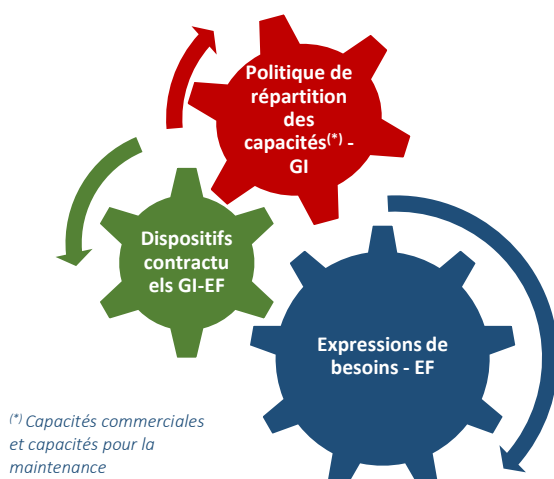 Politique de
répartition
des
capacités(*) -
GI
Dispositifs
contractu
els GI-EF
Expressions de
besoins - EF
(*) Capacités commerciales
et capacités pour la
maintenance